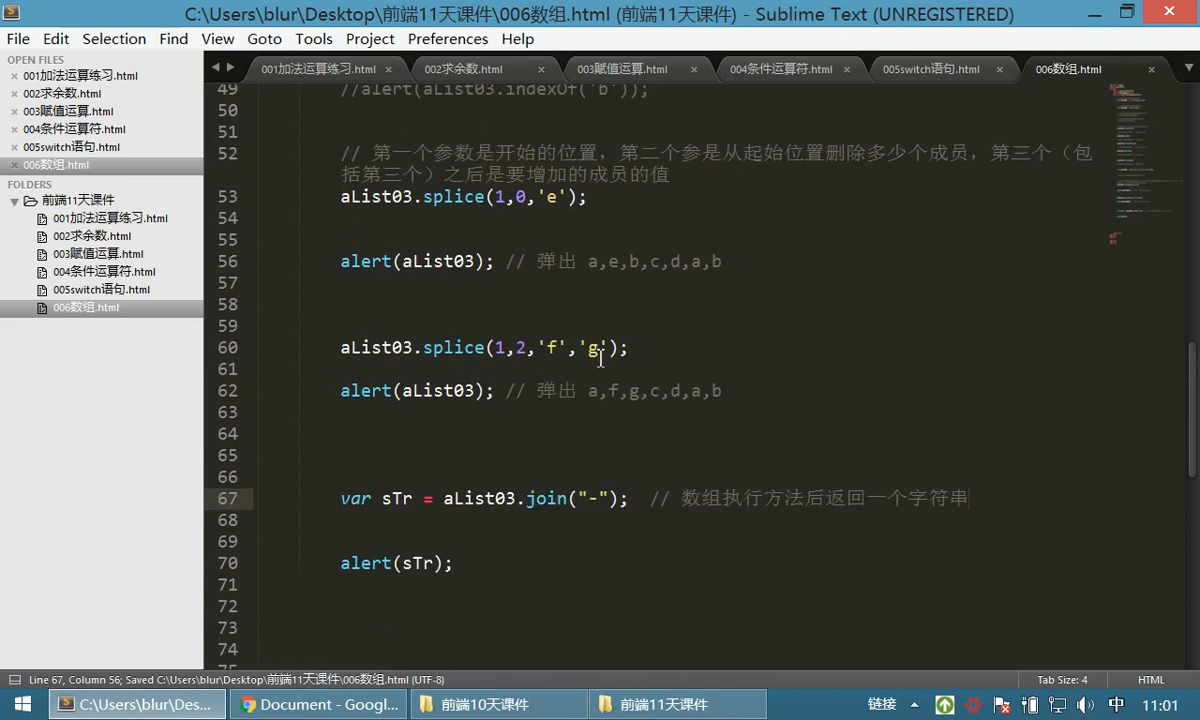 C:\Users\blur\Desktop\前端11天课件\006数组.html (前端11天课件) - Sublime Text (UNREGISTERED)
File Edit Selection Find View Goto Tools Project Preferences Help
OPEN FILES
001加法运算练习.html
002求余数.html
003赋值运算.html
004条件运算符.html
005switch语句.html
006数组.html
FOLDERS
前端11天课件
001加法运算练习.html
002求余数.html
003赋值运算.html
004条件运算符.html
005switch语句.html
006数组.html
001加法运算练习.html 002求余数.html 003赋值运算.html 004条件运算符.html 005switch语句.html 006数组.html
49 //alert(aList03.indexOf('b'));
50
51
52 // 第一个参数是开始的位置，第二个参是从起始位置删除多少个成员，第三个（包
括第三个）之后是要增加的成员的值
53 aList03.splice(1,0,'e');
54
55
56 alert(aList03); // 弹出 a,e,b,c,d,a,b
57
58
59
60 aList03.splice(1,2,'f','g');
61
62 alert(aList03); // 弹出 a,f,g,c,d,a,b
63
64
65
66
67 var sTr = aList03.join("-"); // 数组执行方法后返回一个字符串
68
69
70 alert(sTr);
71
72
73
74
75
Line 67, Column 56; Saved C:\Users\blur\Desktop\前端11天课件\006数组.html (UTF-8) Tab Size: 4 HTML
C:\Users\blur\Des... Document - Googl... 前端10天课件 前端11天课件 链接 中 11:01